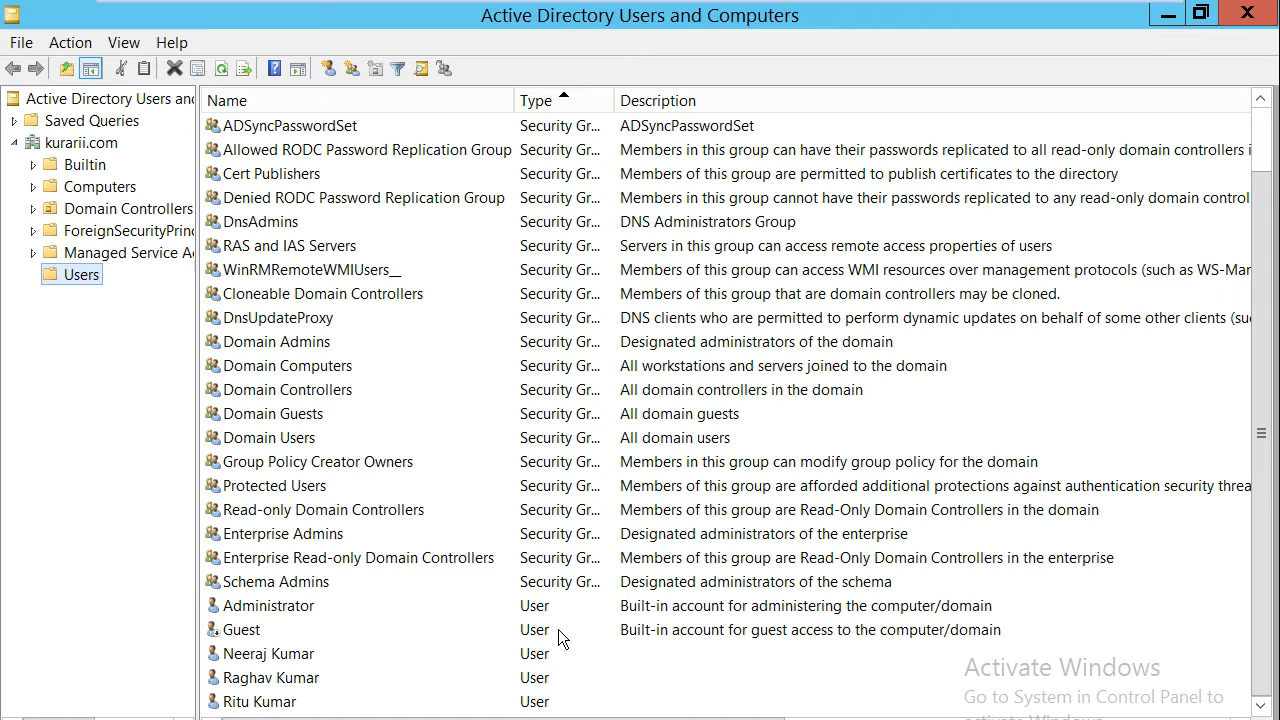 Active Directory Users and Computers
File Action View Help
Active Directory Users an
Saved Queries
kurarii.com
Builtin
Computers
Domain Controllers
ForeignSecurityPrin
Managed Service A
Users
Name Type Description
ADSyncPasswordSet Security Gr... ADSyncPasswordSet
Allowed RODC Password Replication Group Security Gr... Members in this group can have their passwords replicated to all read-only domain controllers i
Cert Publishers Security Gr... Members of this group are permitted to publish certificates to the directory
Denied RODC Password Replication Group Security Gr... Members in this group cannot have their passwords replicated to any read-only domain control
DnsAdmins Security Gr... DNS Administrators Group
RAS and IAS Servers Security Gr... Servers in this group can access remote access properties of users
WinRMRemoteWMIUsers__ Security Gr... Members of this group can access WMI resources over management protocols (such as WS-Mar
Cloneable Domain Controllers Security Gr... Members of this group that are domain controllers may be cloned.
DnsUpdateProxy Security Gr... DNS clients who are permitted to perform dynamic updates on behalf of some other clients (su
Domain Admins Security Gr... Designated administrators of the domain
Domain Computers Security Gr... All workstations and servers joined to the domain
Domain Controllers Security Gr... All domain controllers in the domain
Domain Guests Security Gr... All domain guests
Domain Users Security Gr... All domain users
Group Policy Creator Owners Security Gr... Members in this group can modify group policy for the domain
Protected Users Security Gr... Members of this group are afforded additional protections against authentication security threa
Read-only Domain Controllers Security Gr... Members of this group are Read-Only Domain Controllers in the domain
Enterprise Admins Security Gr... Designated administrators of the enterprise
Enterprise Read-only Domain Controllers Security Gr... Members of this group are Read-Only Domain Controllers in the enterprise
Schema Admins Security Gr... Designated administrators of the schema
Administrator User Built-in account for administering the computer/domain
Guest User Built-in account for guest access to the computer/domain
Neeraj Kumar User
Raghav Kumar User
Ritu Kumar User
Activate Windows
Go to System in Control Panel to